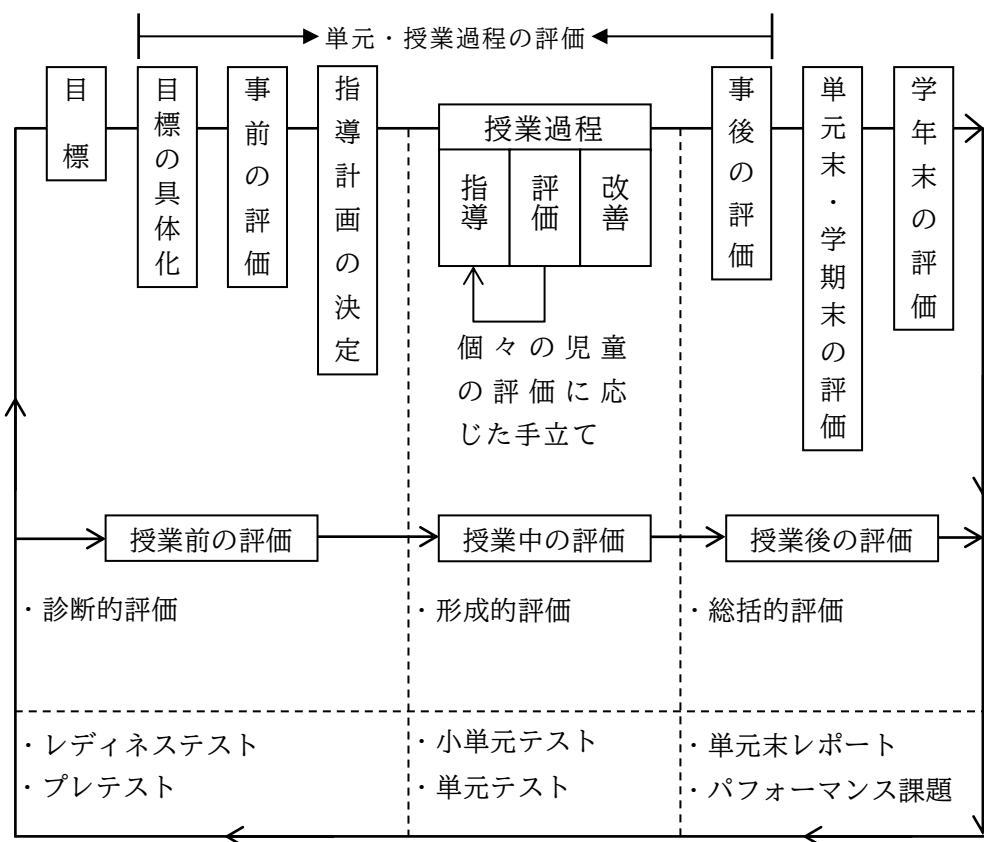 単元・授業過程の評価
目標
目標の具体化
事前の評価
指導計画の決定
授業過程
指導
評価
改善
個々の児童
の評価に応
じた手立て
事後の評価
単元末・学期末の評価
学年末の評価
授業前の評価
授業中の評価
授業後の評価
・診断的評価
・形成的評価
・総括的評価
・レディネステスト
・プレテスト
・小単元テスト
・単元テスト
・単元末レポート
・パフォーマンス課題